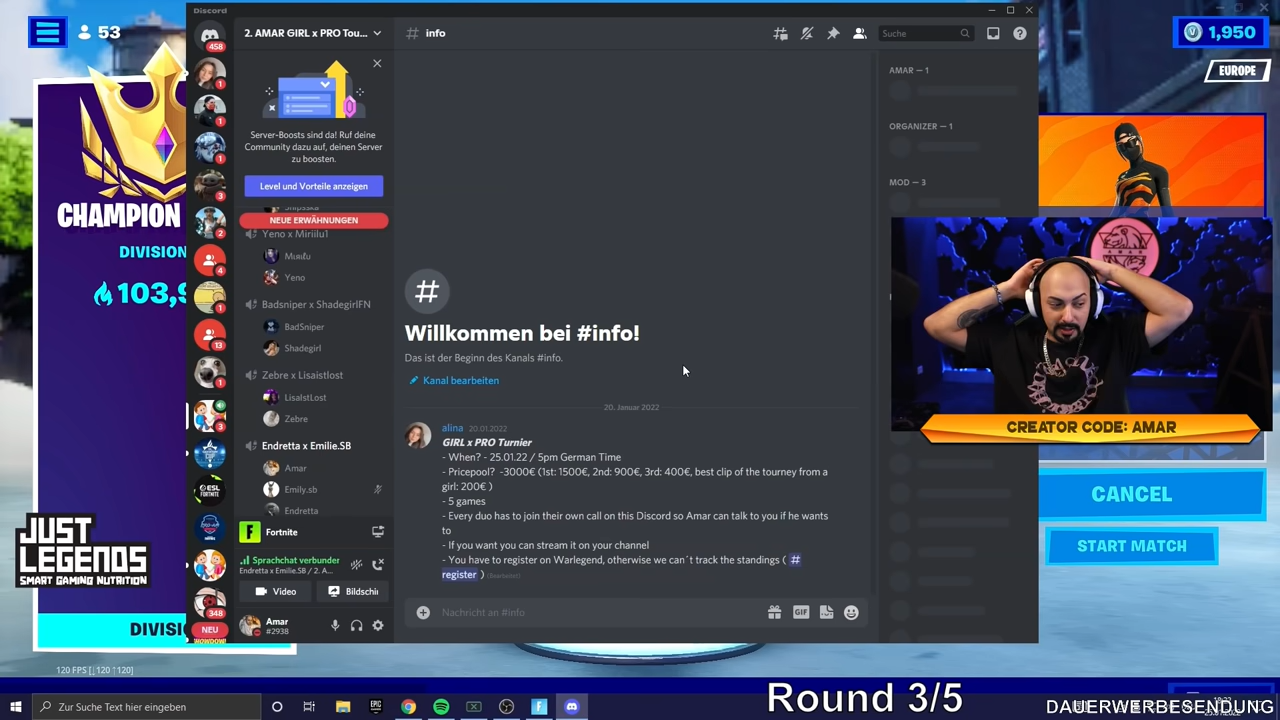 Discord
53
1,950
EUROPE
458
2. AMAR GIRL x PRO Tou...
info
Suche
Server-Boosts sind da! Ruf deine
Community dazu auf, deinen Server
zu boosten.
Level und Vorteile anzeigen
NEUE ERWÄHNUNGEN
Yeno x Miriilu1
Yeno
Badsniper x ShadegirlFN
BadSniper
Shadegirl
Zebre x Lisaistlost
LisaIstLost
Zebre
Endretta x Emilie.SB
Amar
Emily.sb
Endretta
Fortnite
Sprachchat verbunden
Endretta x Emilie.SB / 2. A...
Video
Bildschir
Amar
#2938
348
NEU
AMAR — 1
ORGANIZER — 1
MOD — 3
Willkommen bei #info!
Das ist der Beginn des Kanals #info.
Kanal bearbeiten
20. Januar 2022
alina 20.01.2022
GIRL x PRO Turnier
- When? - 25.01.22 / 5pm German Time
- Pricepool? -3000€ (1st: 1500€, 2nd: 900€, 3rd: 400€, best clip of the tourney from a
girl: 200€ )
- 5 games
- Every duo has to join their own call on this Discord so Amar can talk to you if he wants
to
- If you want you can stream it on your channel
- You have to register on Warlegend, otherwise we can´t track the standings ( #
register ) (bearbeitet)
Nachricht an #info
GIF
CHAMPION
DIVISION
103,9
JUST
LEGENDS
SMART GAMING NUTRITION
DIVISI
120 FPS [ 120 120]
AMAR
CREATOR CODE: AMAR
CANCEL
START MATCH
Round 3/5
DAUERWERBESENDUNG
Zur Suche Text hier eingeben